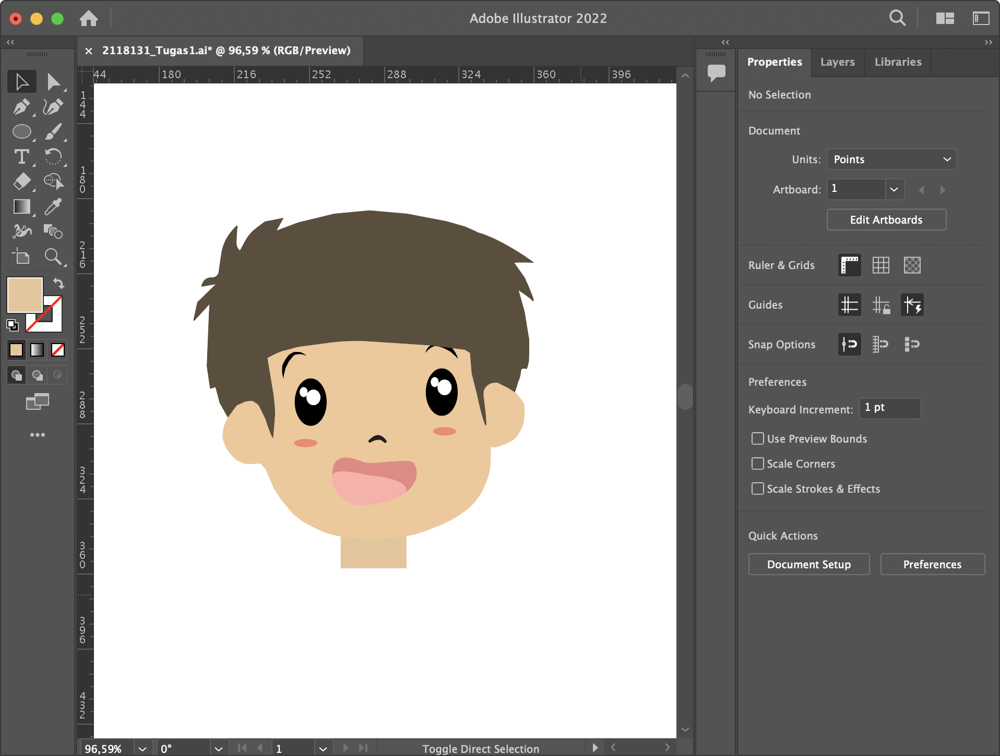 Adobe Illustrator 2022
2118131_Tugas1.ai* @ 96,59 % (RGB/Preview)
44 180 216 252 288 324 360 396
144
180
216
252
288
324
360
396
432
Properties Layers Libraries
No Selection
Document
Units: Points
Artboard: 1
Edit Artboards
Ruler & Grids
Guides
Snap Options
Preferences
Keyboard Increment: 1 pt
Use Preview Bounds
Scale Corners
Scale Strokes & Effects
Quick Actions
Document Setup Preferences
96,59% 0° 1 Toggle Direct Selection